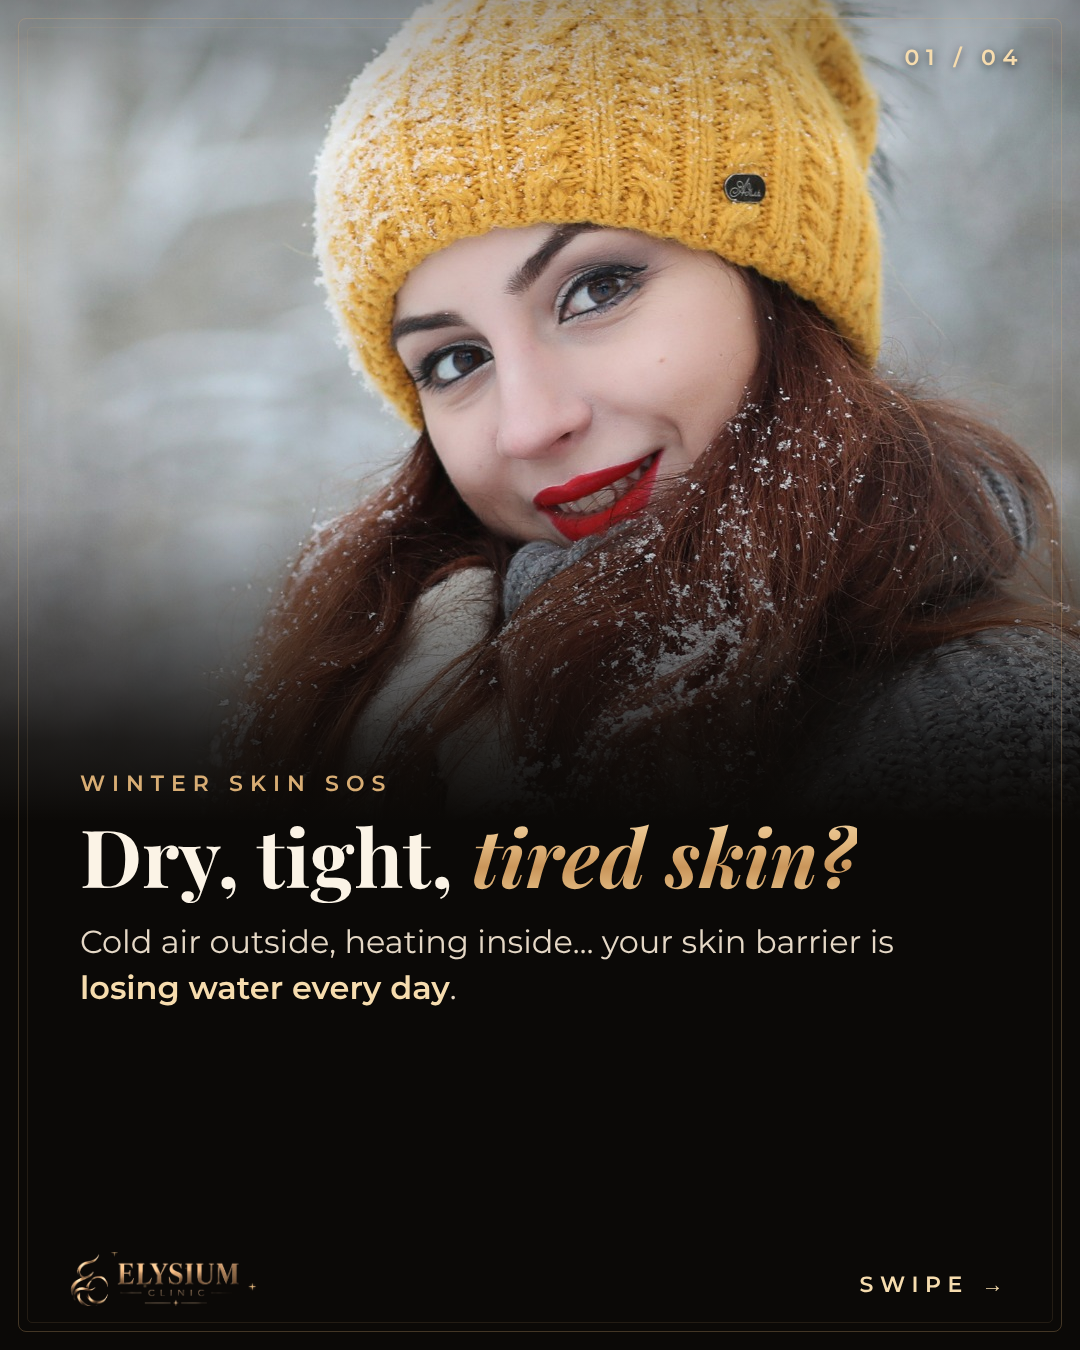 01 / 04
WINTER SKIN SOS
Dry, tight, tired skin?
Cold air outside, heating inside... your skin barrier is
losing water every day.
ELYSIUM
CLINIC
SWIPE →